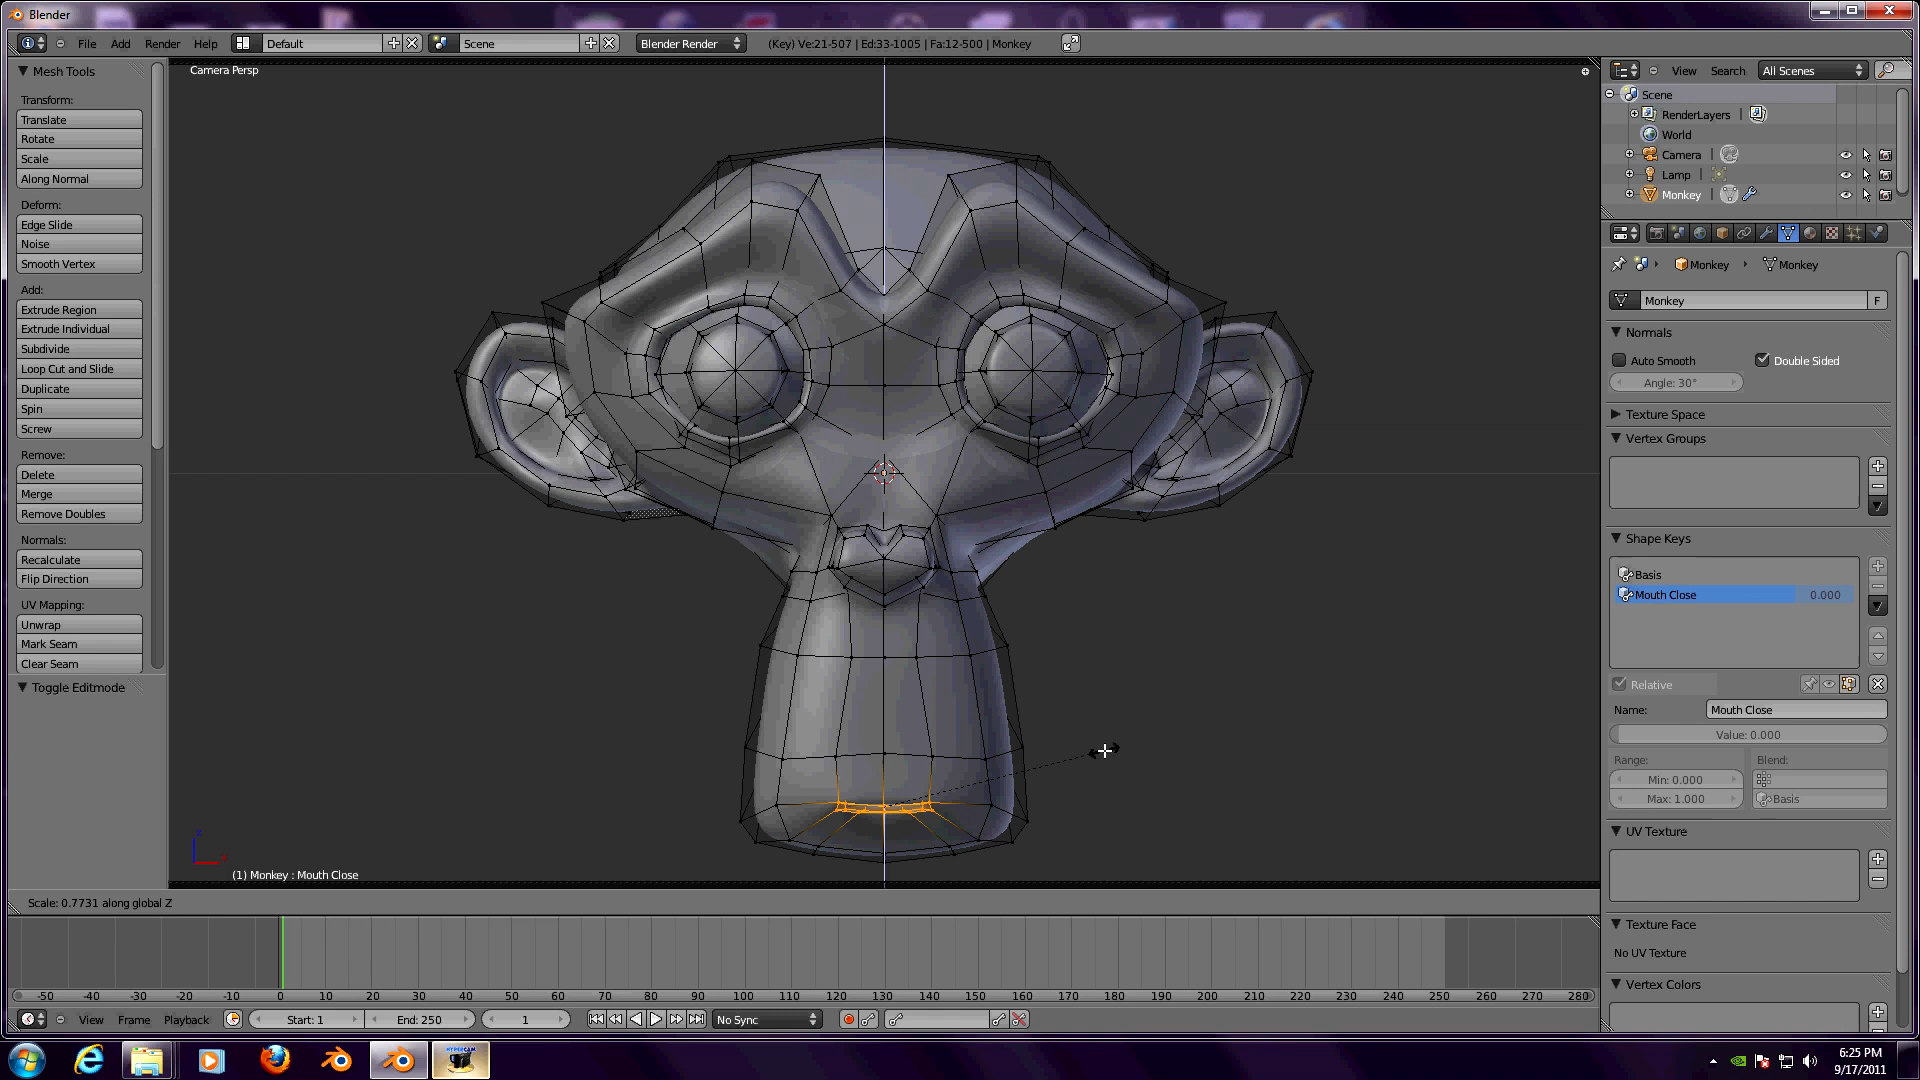 Blender
File Add Render Help Default Scene Blender Render (Key) Ve:21-507 | Ed:33-1005 | Fa:12-500 | Monkey
Mesh Tools
Transform:
Translate
Rotate
Scale
Along Normal
Deform:
Edge Slide
Noise
Smooth Vertex
Add:
Extrude Region
Extrude Individual
Subdivide
Loop Cut and Slide
Duplicate
Spin
Screw
Remove:
Delete
Merge
Remove Doubles
Normals:
Recalculate
Flip Direction
UV Mapping:
Unwrap
Mark Seam
Clear Seam
Toggle Editmode
Camera Persp
(1) Monkey : Mouth Close
View Search All Scenes
Scene
RenderLayers |
World
Camera |
Lamp |
Monkey |
Monkey Monkey
Monkey F
Normals
Auto Smooth Double Sided
Angle: 30°
Texture Space
Vertex Groups
Shape Keys
Basis
Mouth Close 0.000
Relative
Name: Mouth Close
Value: 0.000
Range: Blend:
Min: 0.000
Max: 1.000 Basis
UV Texture
Texture Face
No UV Texture
Vertex Colors
Scale: 0.7731 along global Z
-50 -40 -30 -20 -10 0 10 20 30 40 50 60 70 80 90 100 110 120 130 140 150 160 170 180 190 200 210 220 230 240 250 260 270 280
View Frame Playback Start: 1 End: 250 1 No Sync
HYPERCAM
6:25 PM
9/17/2011